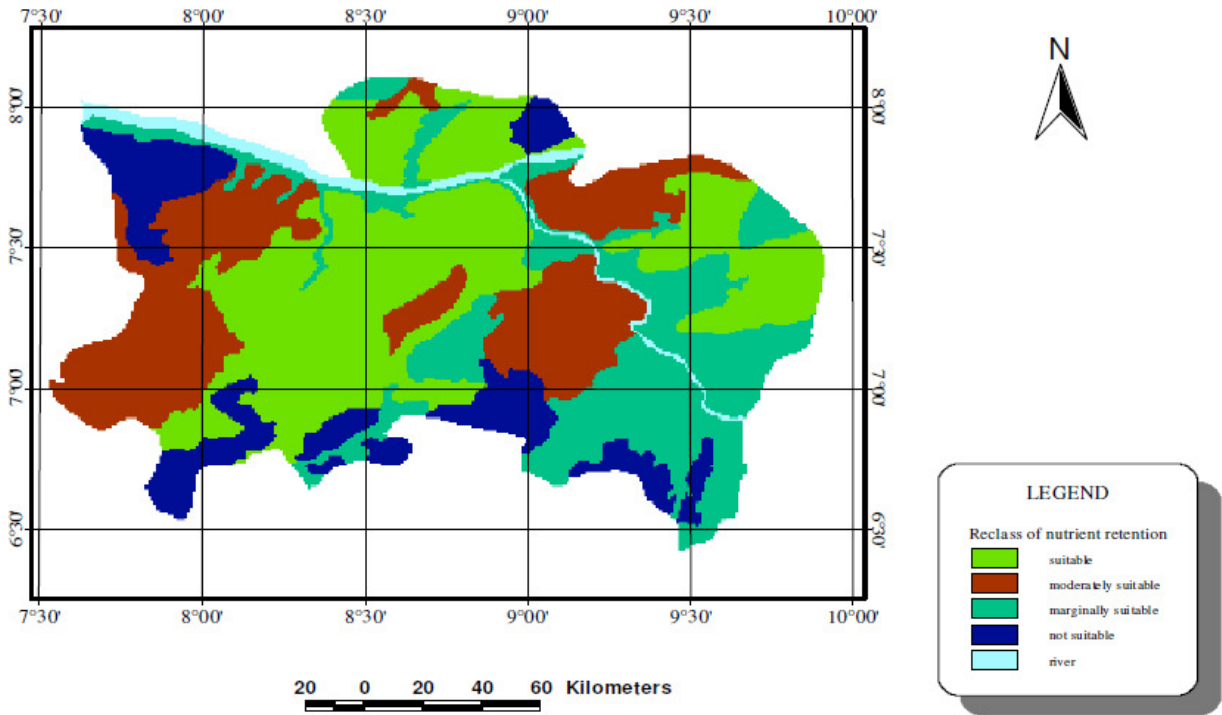 7°30' 8°00' 8°30' 9°00' 9°30' 10°00'
N
8°00' 8°00'
7°30' 7°30'
7°00' 7°00'
6°30' 6°30'
7°30' 8°00' 8°30' 9°00' 9°30' 10°00'
20 0 20 40 60 Kilometers
LEGEND
Reclass of nutrient retention
suitable
moderately suitable
marginally suitable
not suitable
river